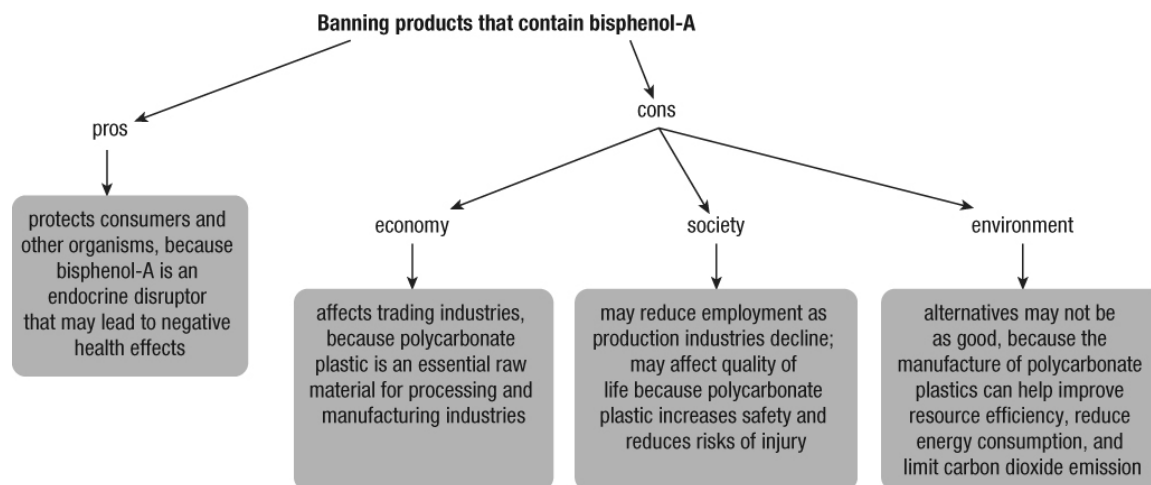 Banning products that contain bisphenol-A
pros
cons
protects consumers and
other organisms, because
bisphenol-A is an
endocrine disruptor
that may lead to negative
health effects
economy
society
environment
affects trading industries,
because polycarbonate
plastic is an essential raw
material for processing and
manufacturing industries
may reduce employment as
production industries decline;
may affect quality of
life because polycarbonate
plastic increases safety and
reduces risks of injury
alternatives may not be
as good, because the
manufacture of polycarbonate
plastics can help improve
resource efficiency, reduce
energy consumption, and
limit carbon dioxide emission